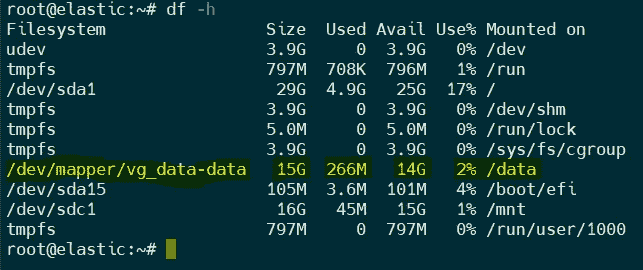 root@elastic:~# df -h
Filesystem Size Used Avail Use% Mounted on
udev 3.9G 0 3.9G 0% /dev
tmpfs 797M 708K 796M 1% /run
/dev/sda1 29G 4.9G 25G 17% /
tmpfs 3.9G 0 3.9G 0% /dev/shm
tmpfs 5.0M 0 5.0M 0% /run/lock
tmpfs 3.9G 0 3.9G 0% /sys/fs/cgroup
/dev/mapper/vg_data-data 15G 266M 14G 2% /data
/dev/sda15 105M 3.6M 101M 4% /boot/efi
/dev/sdc1 16G 45M 15G 1% /mnt
tmpfs 797M 0 797M 0% /run/user/1000
root@elastic:~#